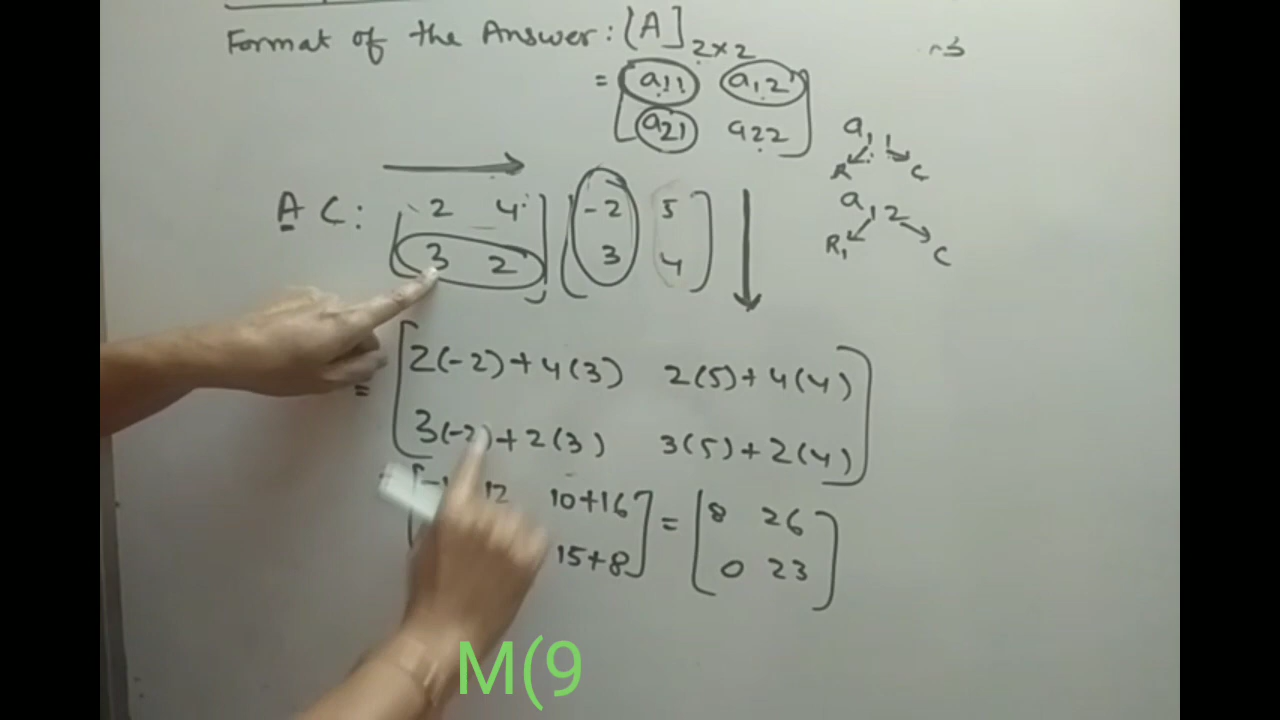 Format of the Answer: [A]2×2
= [a11 a12
a21 a22]
a11
R C
a12
R1 C
A C: [2 4 [-2 5
3 2] 3 4]
= [2(-2)+4(3) 2(5)+4(4)
3(-2)+2(3) 3(5)+2(4)]
12 10+16] = [8 26
15+8 0 23]
M(9